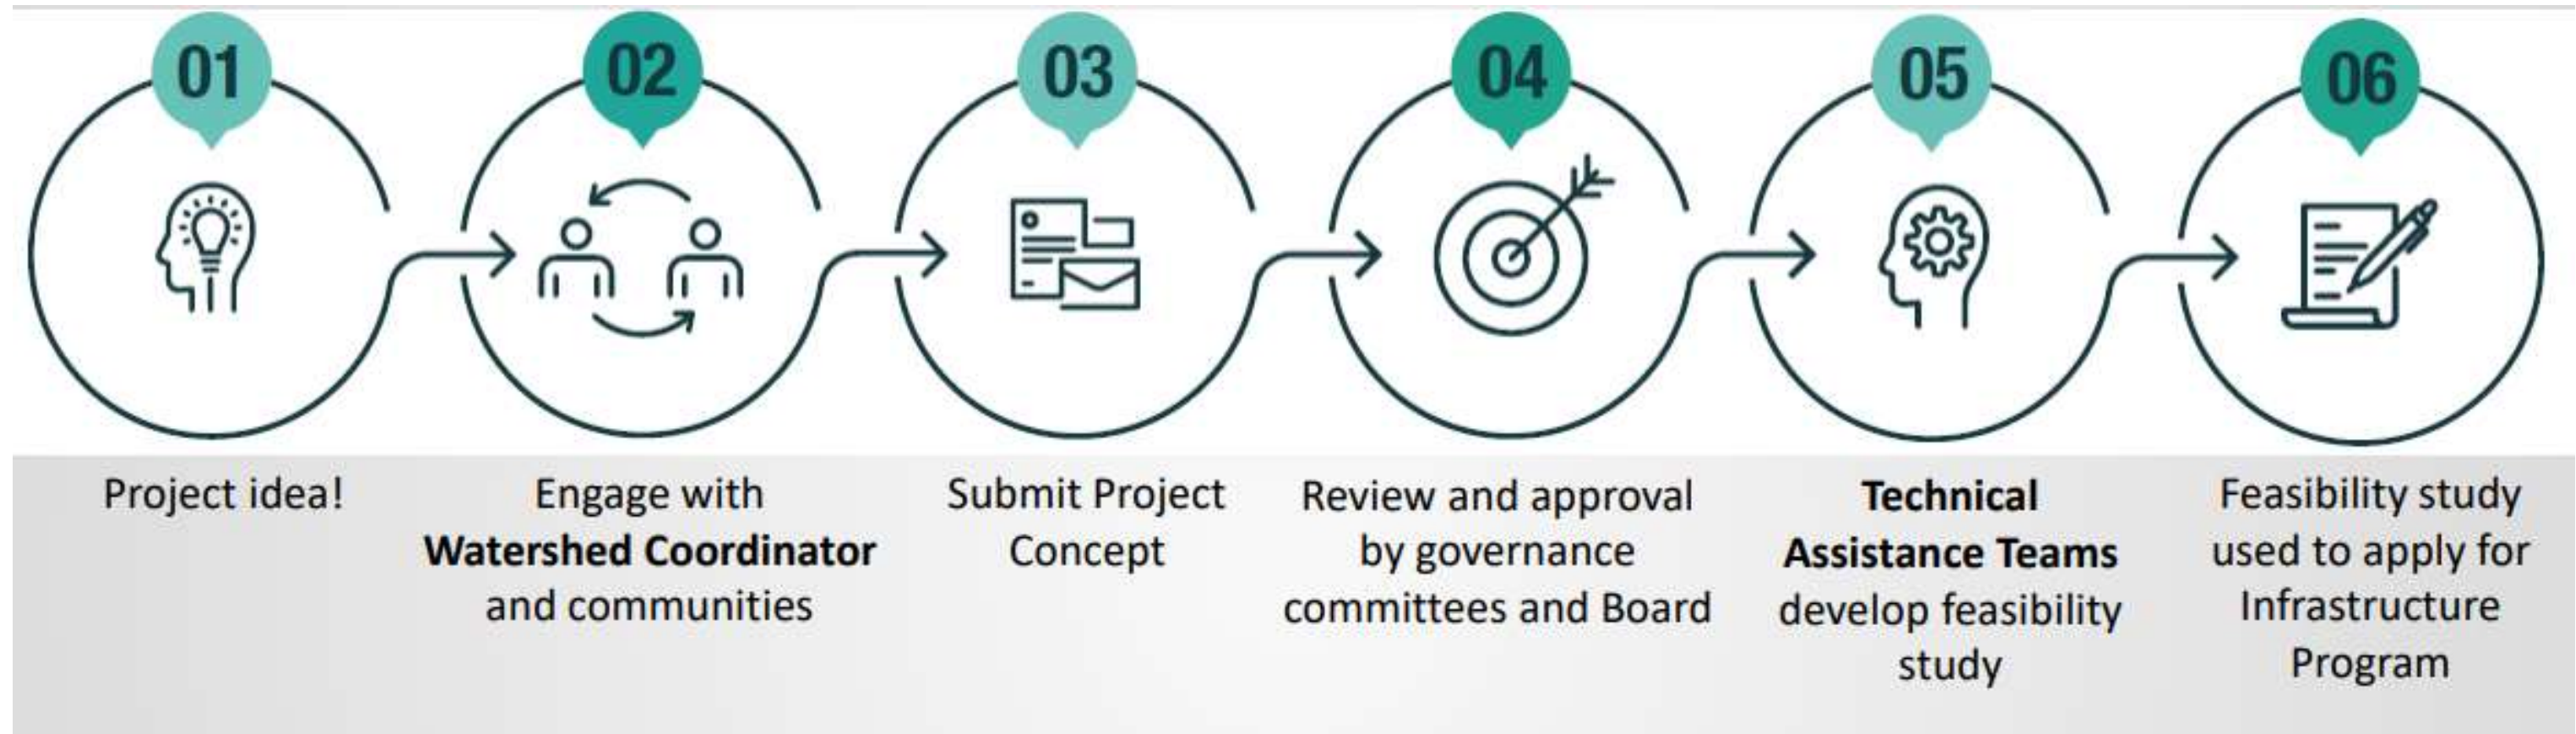 01
02
03
04
05
06
Project idea!
Engage with
Watershed Coordinator
and communities
Submit Project
Concept
Review and approval
by governance
committees and Board
Technical
Assistance Teams
develop feasibility
study
Feasibility study
used to apply for
Infrastructure
Program